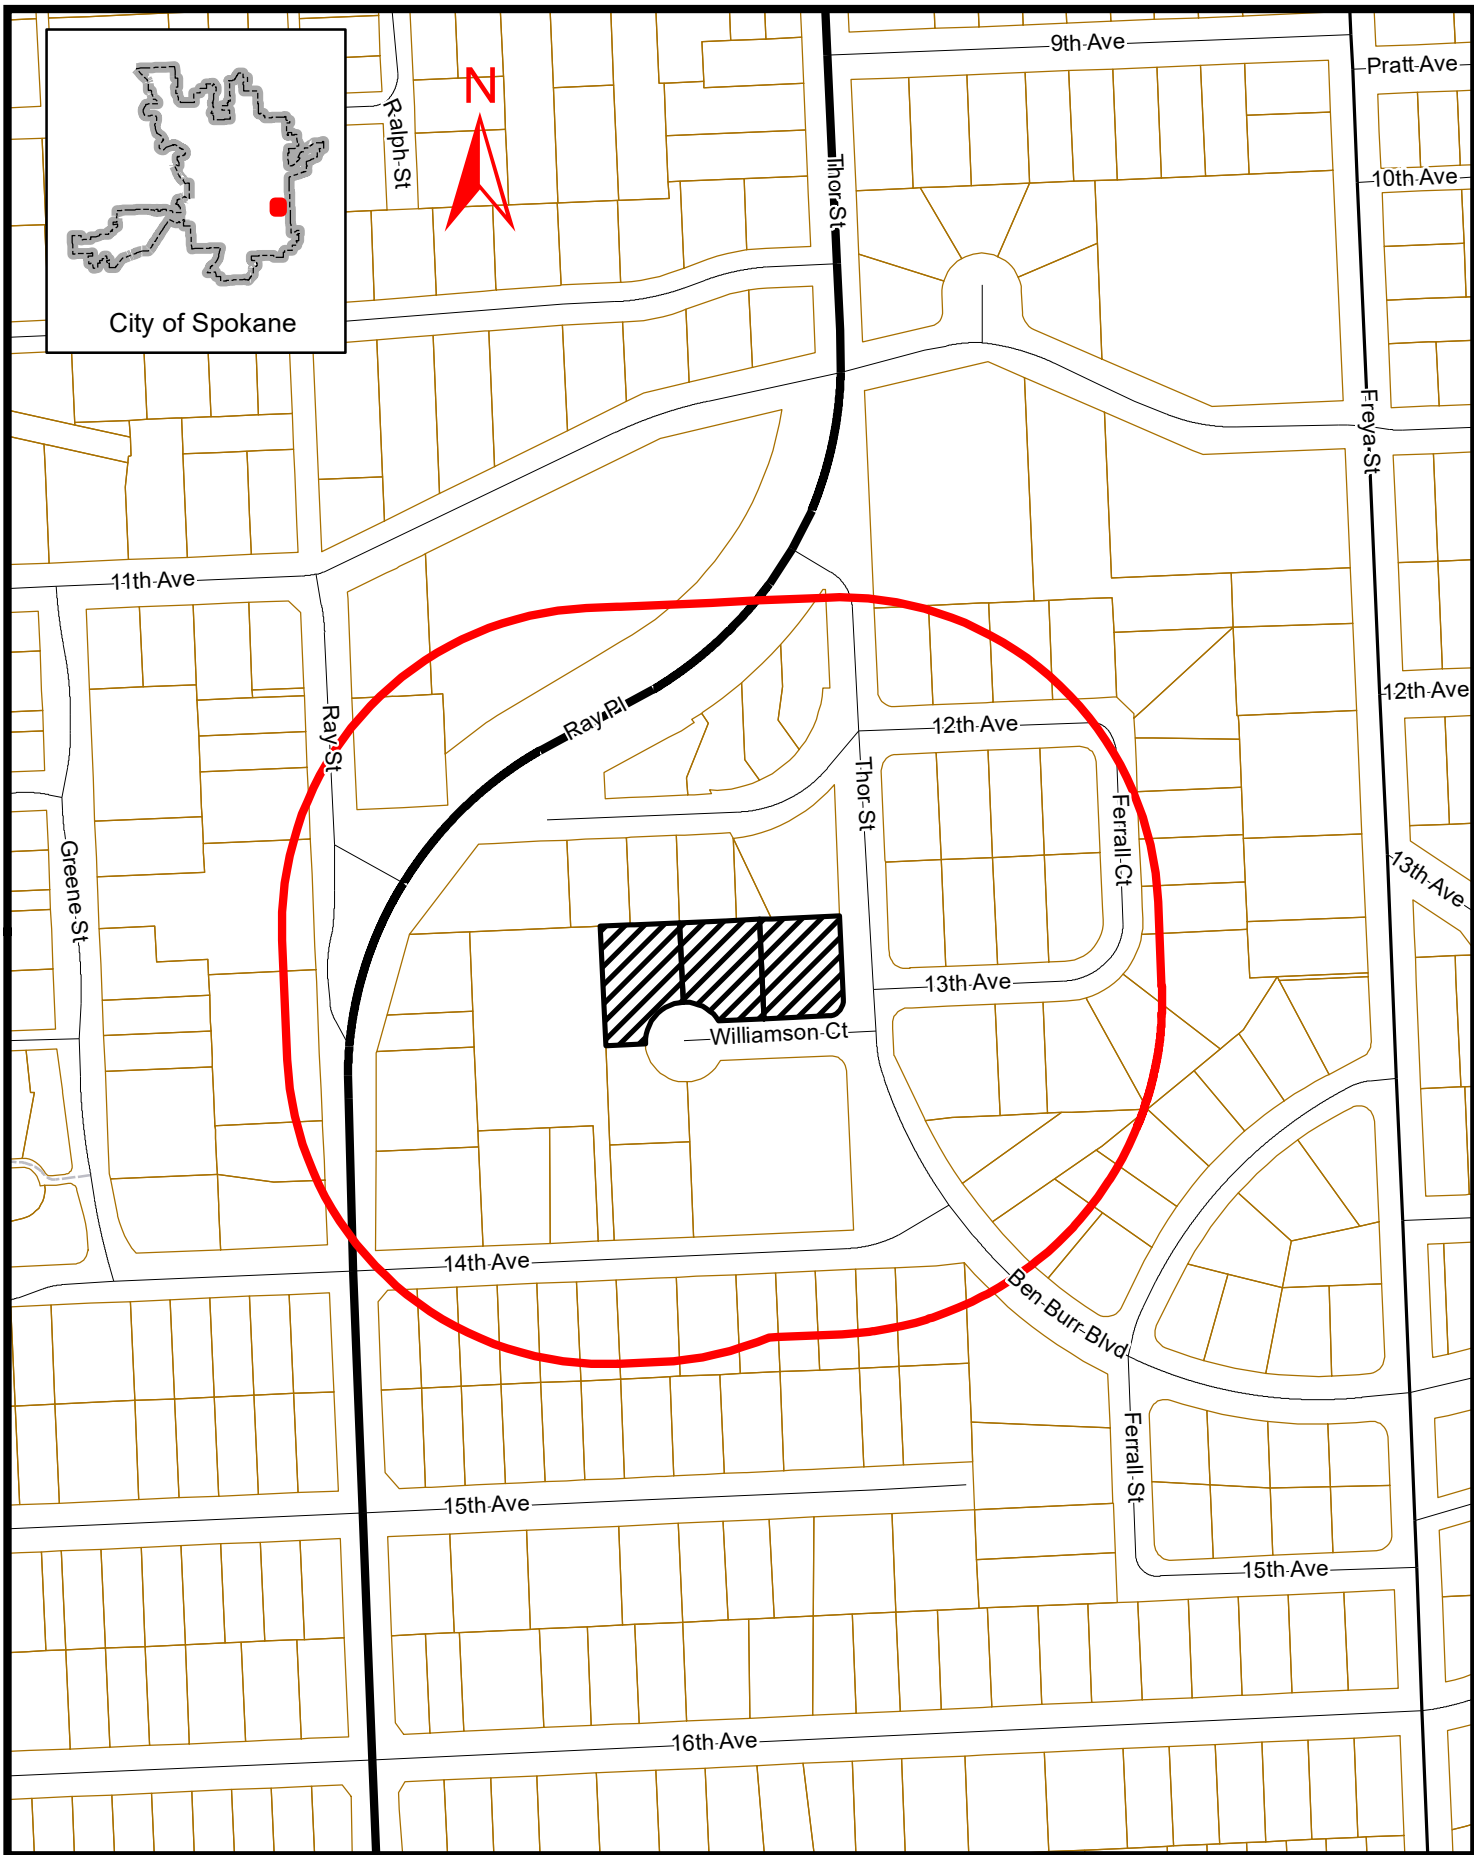 9th Ave
Pratt Ave
N
Ralph St
Thor St
10th Ave
City of Spokane
Freya St
11th Ave
12th Ave
Ray St
Ray Pl
12th Ave
Thor St
Ferrall Ct
Greene St
13th Ave
13th Ave
Williamson Ct
14th Ave
Ben Burr Blvd
Ferrall St
15th Ave
15th Ave
16th Ave